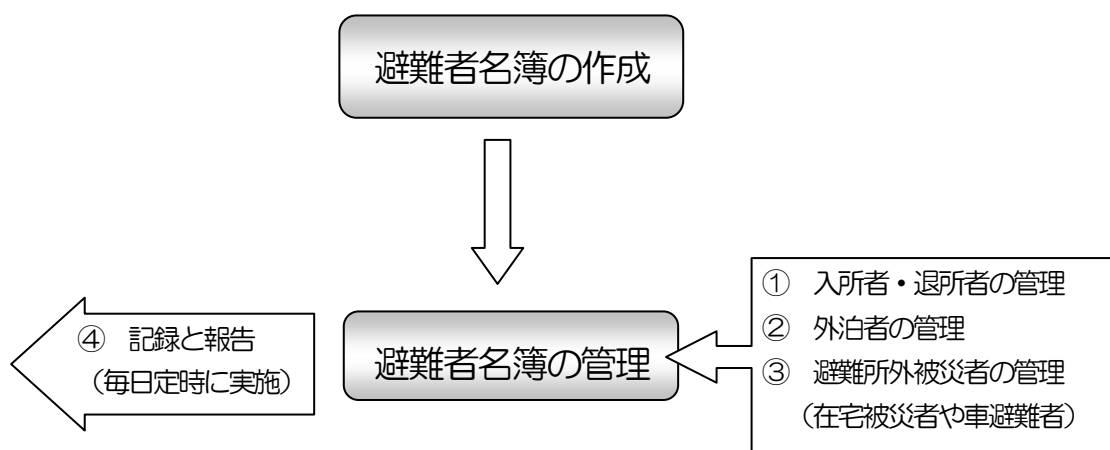 避難者名簿の作成
① 入所者・退所者の管理
② 外泊者の管理
③ 避難所外被災者の管理
（在宅被災者や車避難者）
避難者名簿の管理
④ 記録と報告
（毎日定時に実施）